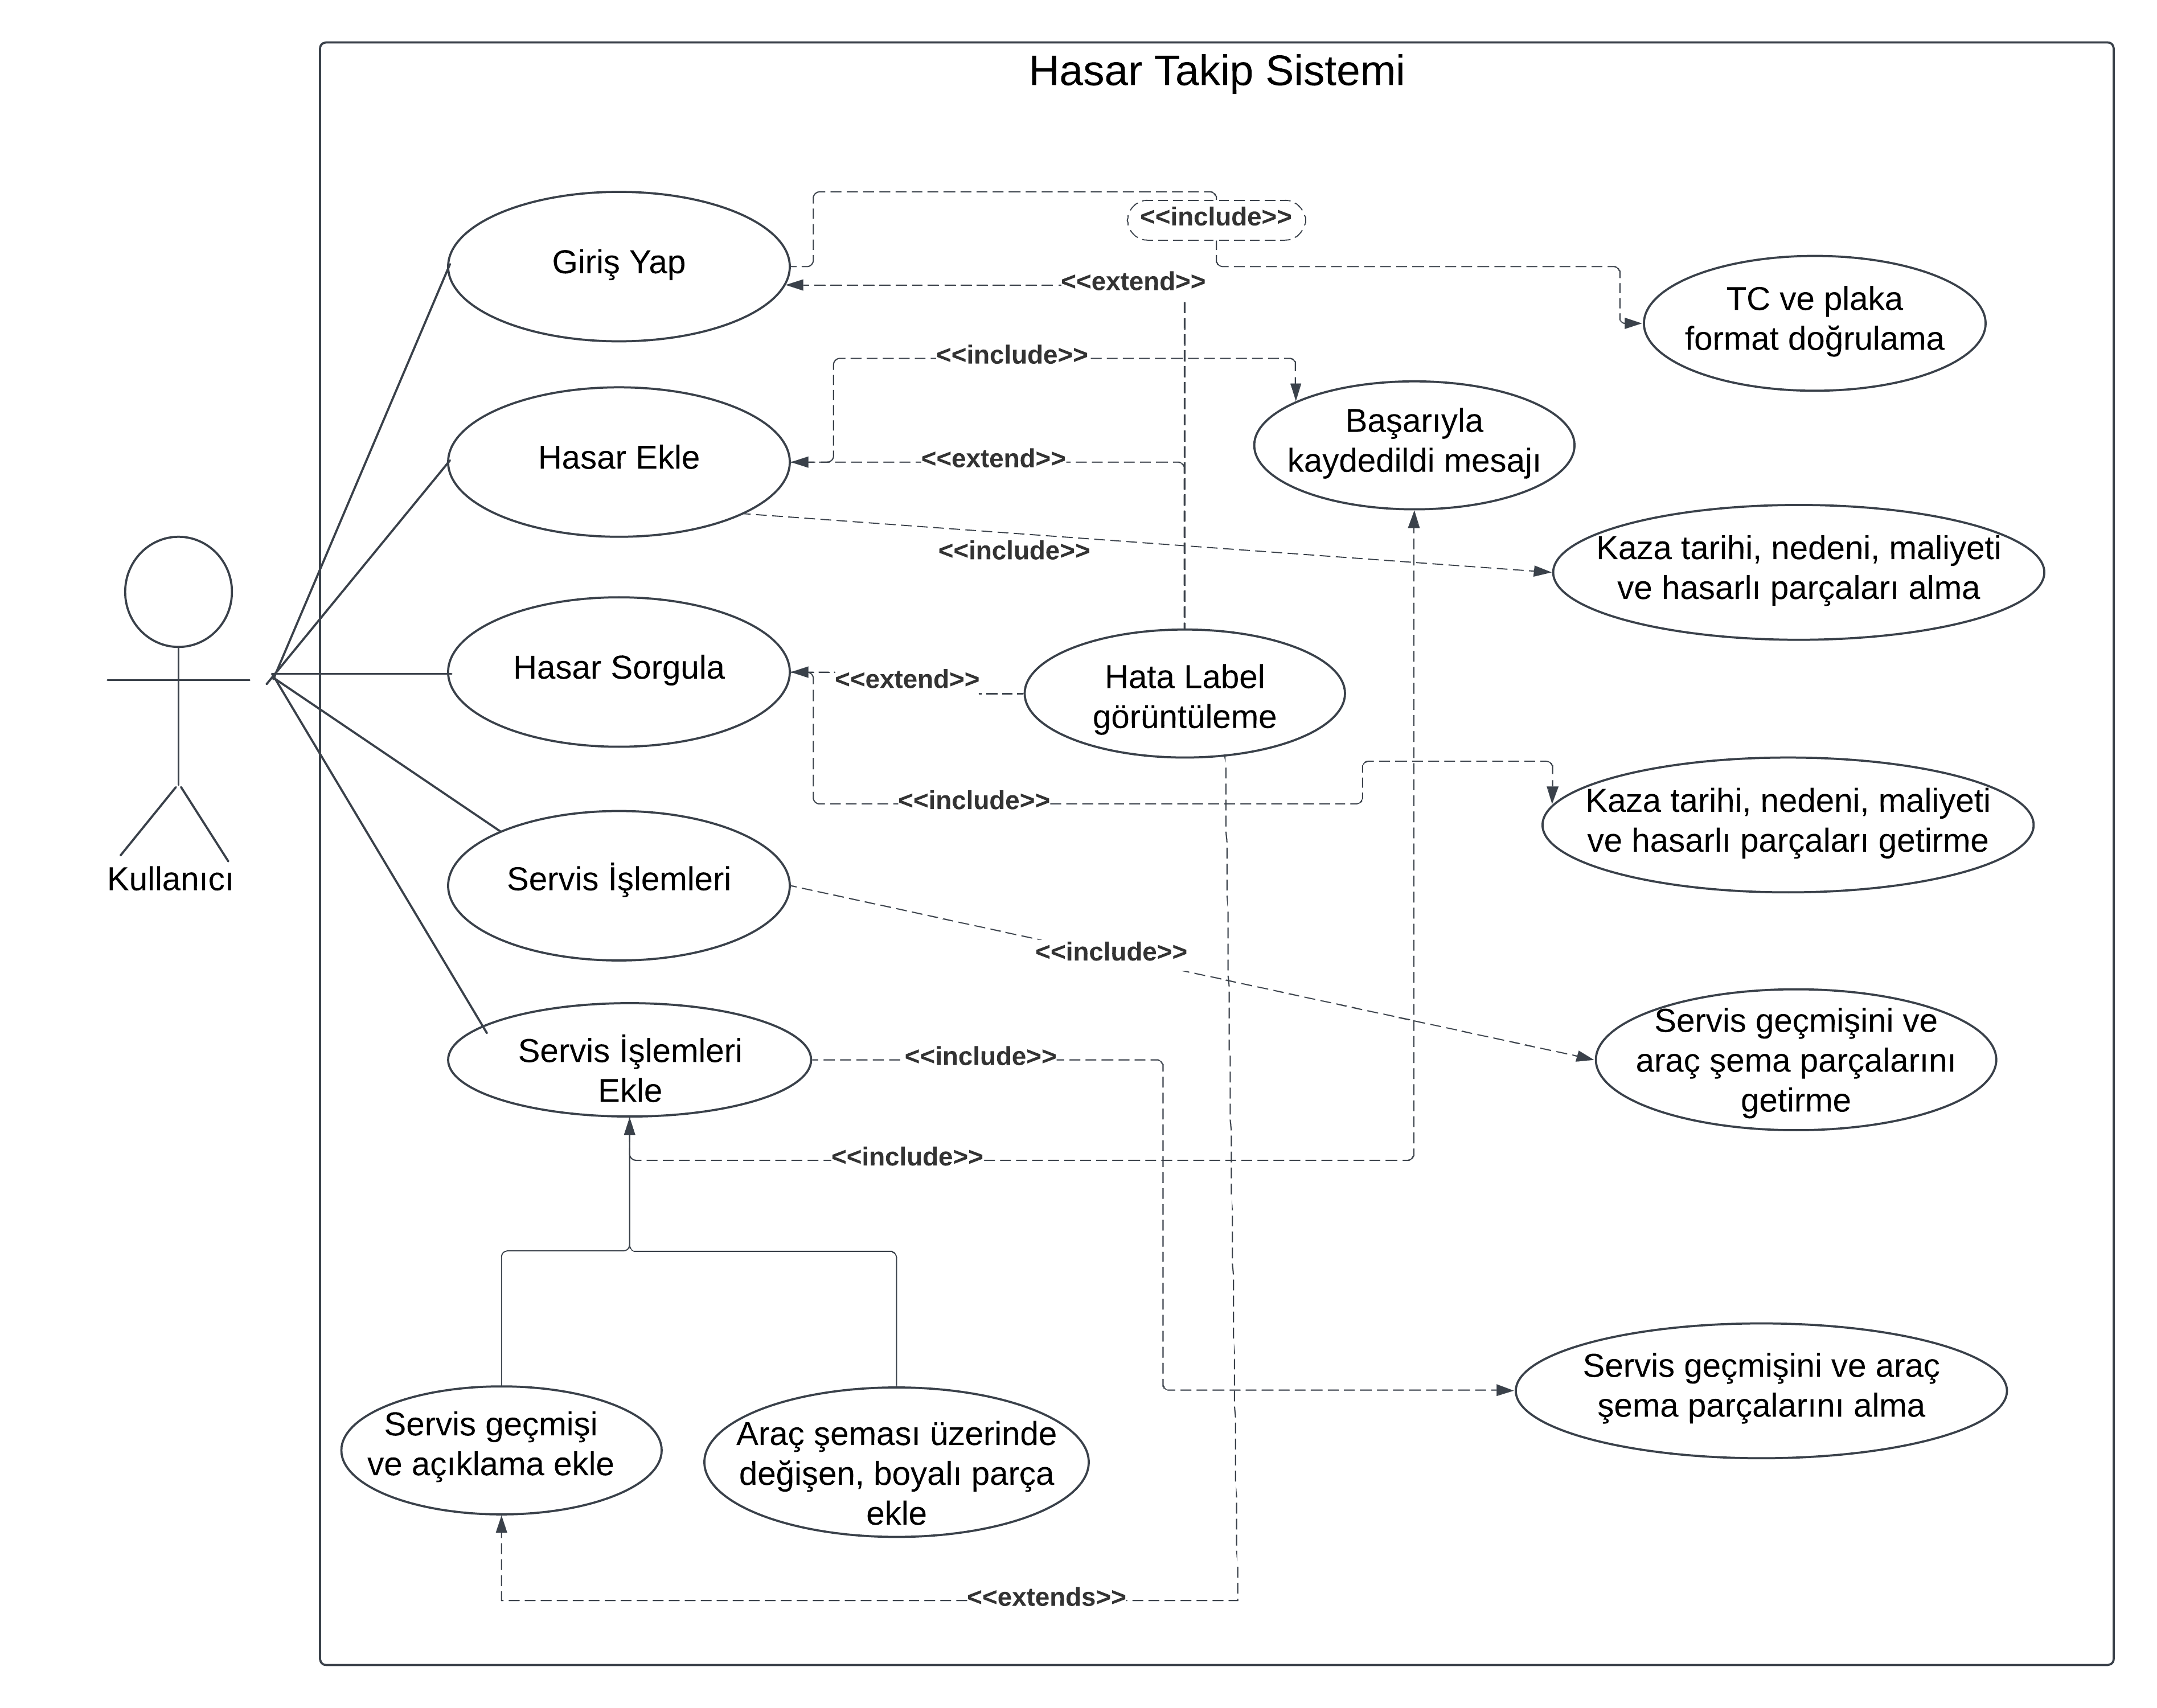 Hasar Takip Sistemi
Giriş Yap
<<include>>
<<extend>>
TC ve plaka
format doğrulama
<<include>>
Hasar Ekle
<<extend>>
Başarıyla
kaydedildi mesajı
<<include>>
Kaza tarihi, nedeni, maliyeti
ve hasarlı parçaları alma
Hasar Sorgula
<<extend>>
Hata Label
görüntüleme
<<include>>
Kaza tarihi, nedeni, maliyeti
ve hasarlı parçaları getirme
Kullanıcı
Servis İşlemleri
<<include>>
Servis geçmişini ve
araç şema parçalarını
getirme
Servis İşlemleri
Ekle
<<include>>
<<include>>
Servis geçmişini ve araç
şema parçalarını alma
Servis geçmişi
ve açıklama ekle
Araç şeması üzerinde
değişen, boyalı parça
ekle
<<extends>>